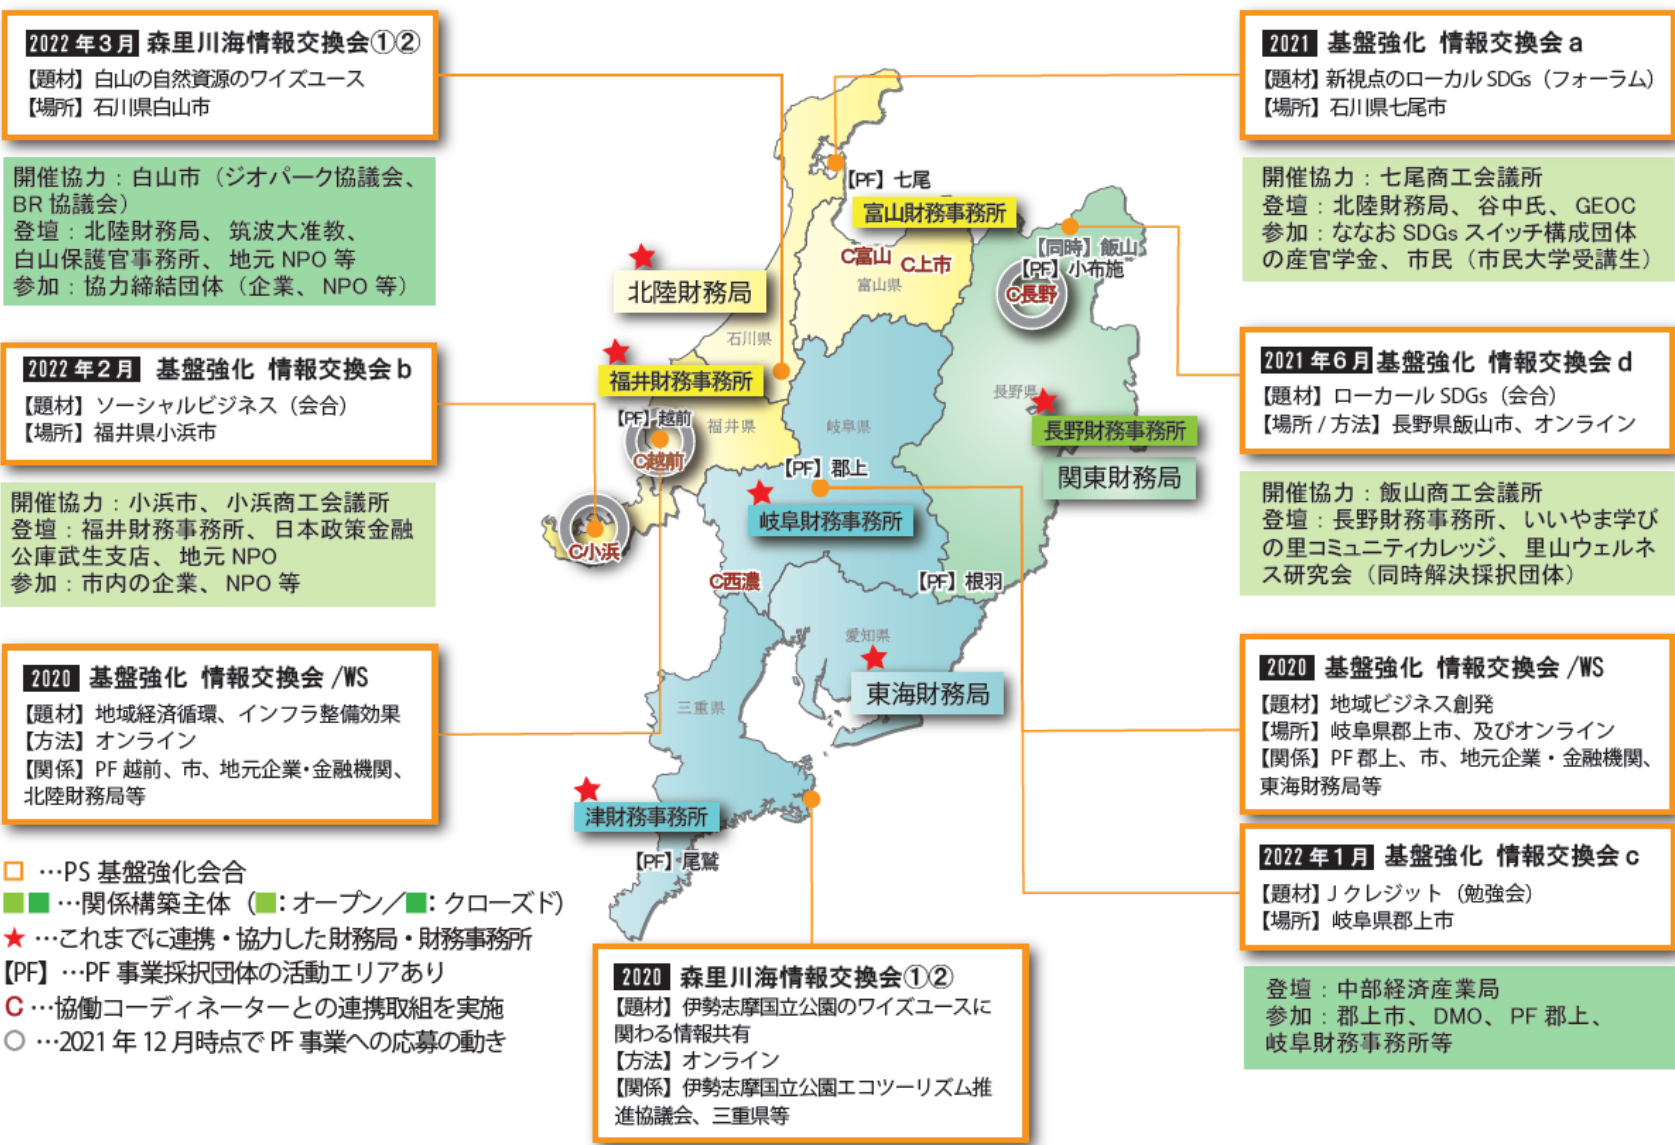 2022年3月 森里川海情報交換会①②
【題材】白山の自然資源のワイズユース
【場所】石川県白山市
開催協力：白山市（ジオパーク協議会、
BR協議会）
登壇：北陸財務局、筑波大准教、
白山保護官事務所、地元NPO等
参加：協力締結団体（企業、NPO等）
2022年2月 基盤強化 情報交換会b
【題材】ソーシャルビジネス（会合）
【場所】福井県小浜市
開催協力：小浜市、小浜商工会議所
登壇：福井財務事務所、日本政策金融
公庫武生支店、地元NPO
参加：市内の企業、NPO等
2020 基盤強化 情報交換会/WS
【題材】地域経済循環、インフラ整備効果
【方法】オンライン
【関係】PF越前、市、地元企業・金融機関、
北陸財務局等
□…PS基盤強化会合
■■…関係構築主体（■：オープン／■：クローズド）
★…これまでに連携・協力した財務局・財務事務所
【PF】…PF事業採択団体の活動エリアあり
C…協働コーディネーターとの連携取組を実施
○…2021年12月時点でPF事業への応募の動き
【PF】七尾
富山財務事務所
【同時】飯山
【PF】小布施
C富山
C上市
富山県
C長野
北陸財務局
石川県
福井財務事務所
長野県
長野財務事務所
【PF】越前
福井県
岐阜県
C越前
【PF】郡上
関東財務局
岐阜財務事務所
C小浜
C西濃
【PF】根羽
愛知県
東海財務局
三重県
津財務事務所
【PF】尾鷲
2020 森里川海情報交換会①②
【題材】伊勢志摩国立公園のワイズユースに
関わる情報共有
【方法】オンライン
【関係】伊勢志摩国立公園エコツーリズム推
進協議会、三重県等
2021 基盤強化 情報交換会a
【題材】新視点のローカルSDGs（フォーラム）
【場所】石川県七尾市
開催協力：七尾商工会議所
登壇：北陸財務局、谷中氏、GEOC
参加：ななおSDGsスイッチ構成団体
の産官学金、市民（市民大学受講生）
2021年6月 基盤強化 情報交換会d
【題材】ローカールSDGs（会合）
【場所/方法】長野県飯山市、オンライン
開催協力：飯山商工会議所
登壇：長野財務事務所、いいやま学び
の里コミュニティカレッジ、里山ウェルネ
ス研究会（同時解決採択団体）
2020 基盤強化 情報交換会/WS
【題材】地域ビジネス創発
【場所】岐阜県郡上市、及びオンライン
【関係】PF郡上、市、地元企業・金融機関、
東海財務局等
2022年1月 基盤強化 情報交換会c
【題材】Jクレジット（勉強会）
【場所】岐阜県郡上市
登壇：中部経済産業局
参加：郡上市、DMO、PF郡上、
岐阜財務事務所等